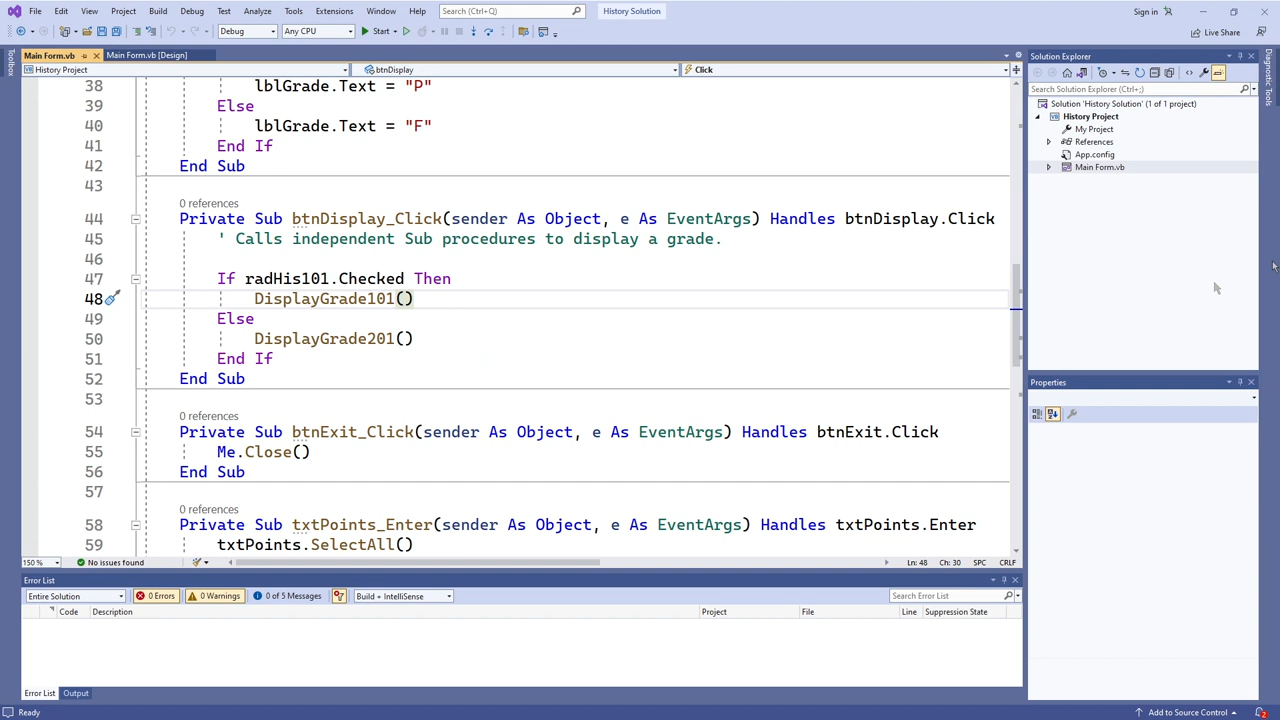 File Edit View Project Build Debug Test Analyze Tools Extensions Window Help Search (Ctrl+Q) History Solution Sign in
Debug Any CPU Start Live Share
Toolbox
Main Form.vb Main Form.vb [Design]
History Project btnDisplay Click
38 lblGrade.Text = "P"
39 Else
40 lblGrade.Text = "F"
41 End If
42 End Sub
43
0 references
44 Private Sub btnDisplay_Click(sender As Object, e As EventArgs) Handles btnDisplay.Click
45 ' Calls independent Sub procedures to display a grade.
46
47 If radHis101.Checked Then
48 DisplayGrade101()
49 Else
50 DisplayGrade201()
51 End If
52 End Sub
53
0 references
54 Private Sub btnExit_Click(sender As Object, e As EventArgs) Handles btnExit.Click
55 Me.Close()
56 End Sub
57
0 references
58 Private Sub txtPoints_Enter(sender As Object, e As EventArgs) Handles txtPoints.Enter
59 txtPoints.SelectAll()
150 % No issues found Ln: 48 Ch: 30 SPC CRLF
Error List
Entire Solution 0 Errors 0 Warnings 0 of 5 Messages Build + IntelliSense Search Error List
Code Description Project File Line Suppression State
Error List Output
Ready Add to Source Control 2
Solution Explorer
Search Solution Explorer (Ctrl+;)
Solution 'History Solution' (1 of 1 project)
History Project
My Project
References
App.config
Main Form.vb
Properties
Diagnostic Tools